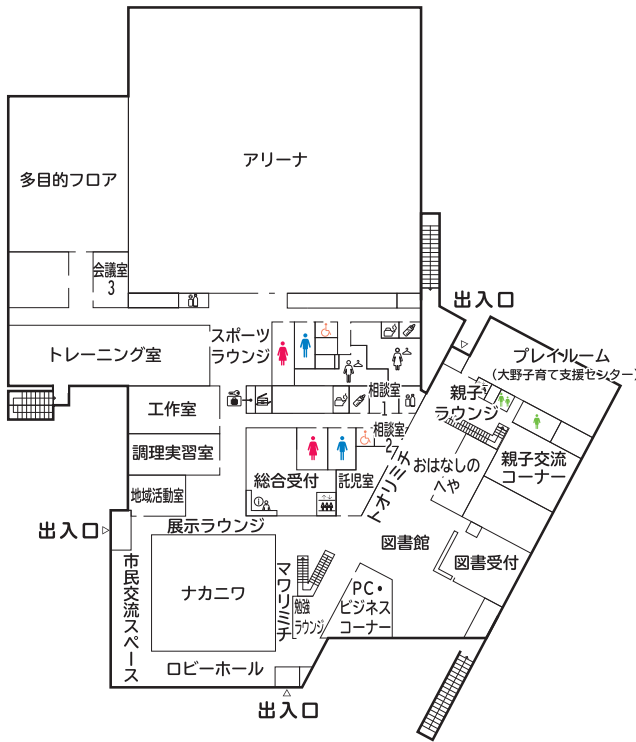 アリーナ
多目的フロア
会議室
3
出入口
スポーツ
ラウンジ
トレーニング室
プレイルーム
(大野子育て支援センター)
相談室
1
親子
ラウンジ
工作室
相談室
2
調理実習室
おはなしの
へや
親子交流
コーナー
トオリミチ
総合受付
託児室
地域活動室
展示ラウンジ
出入口
図書館
図書受付
市民交流スペース
ナカニワ
マワリミチ
勉強
ラウンジ
PC・
ビジネス
コーナー
ロビーホール
出入口